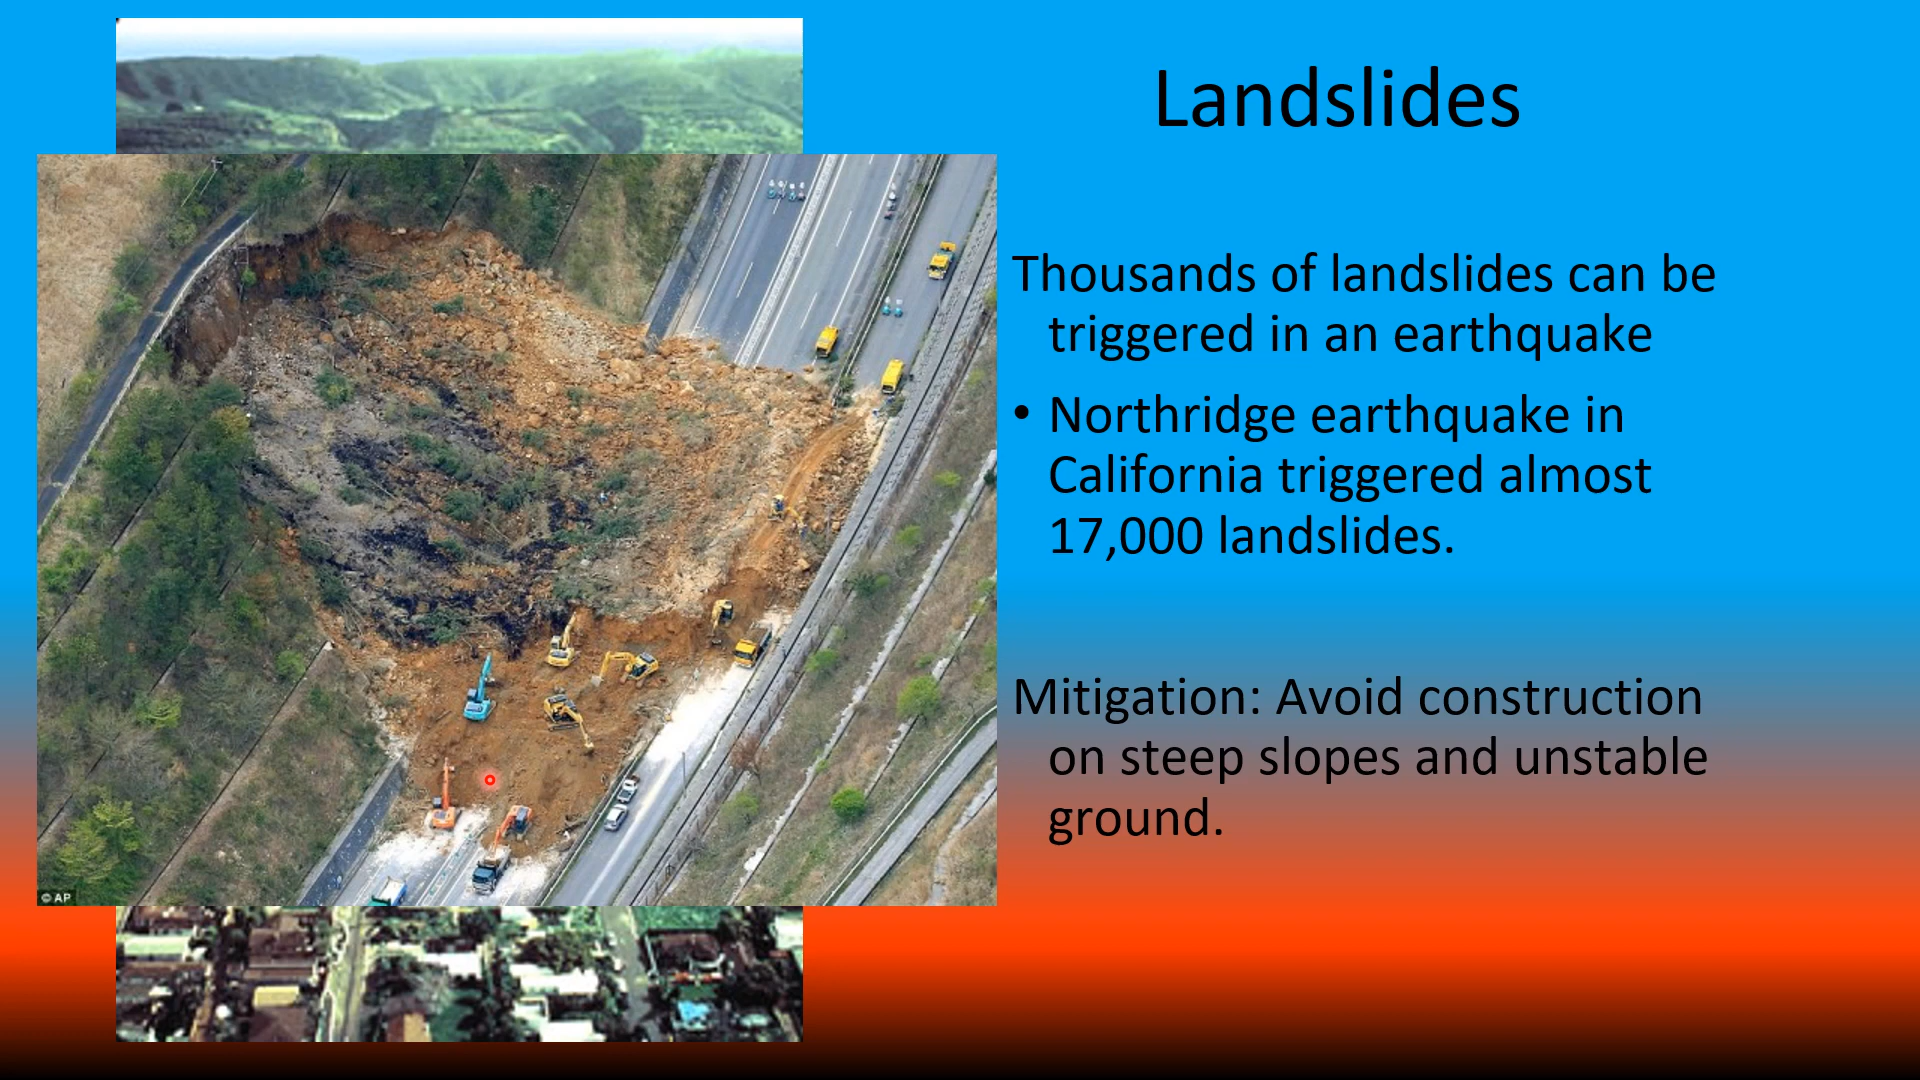 Landslides
Thousands of landslides can be
triggered in an earthquake
• Northridge earthquake in
California triggered almost
17,000 landslides.
Mitigation: Avoid construction
on steep slopes and unstable
ground.
© AP